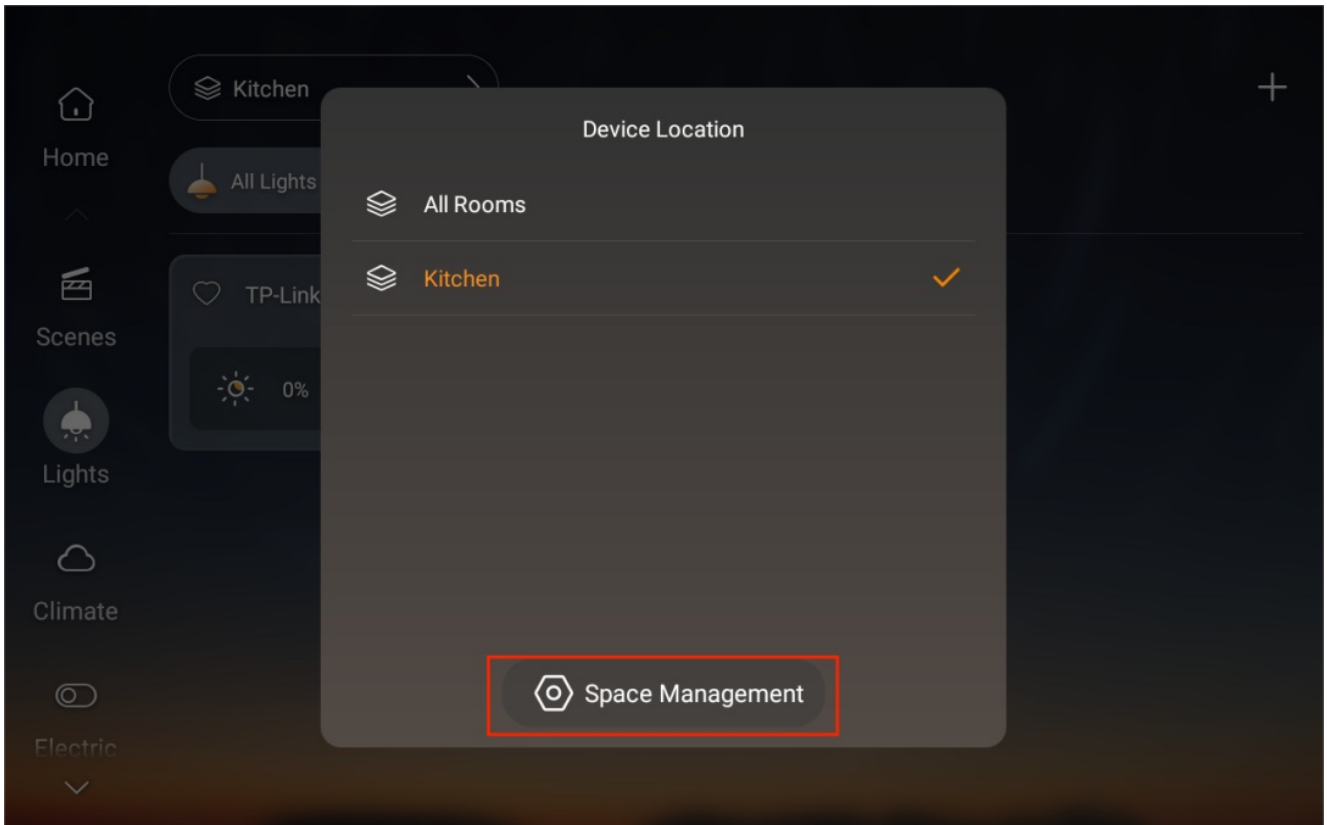 Kitchen
Home
All Lights
Device Location
All Rooms
Kitchen
TP-Link
0%
Scenes
Lights
Climate
Electric
Space Management